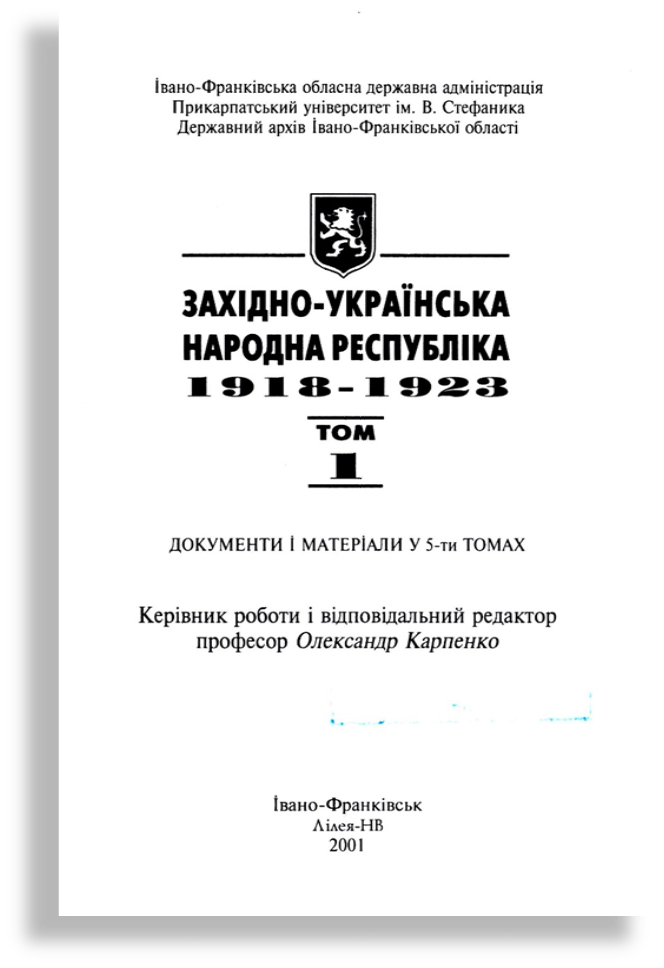 Івано-Франківська обласна державна адміністрація
Прикарпатський університет ім. В. Стефаника
Державний архів Івано-Франківської області
ЗАХІДНО-УКРАЇНСЬКА
НАРОДНА РЕСПУБЛІКА
1918-1923
ТОМ
1
ДОКУМЕНТИ І МАТЕРІАЛИ У 5-ти ТОМАХ
Керівник роботи і відповідальний редактор
професор Олександр Карпенко
Івано-Франківськ
Лілея-НВ
2001